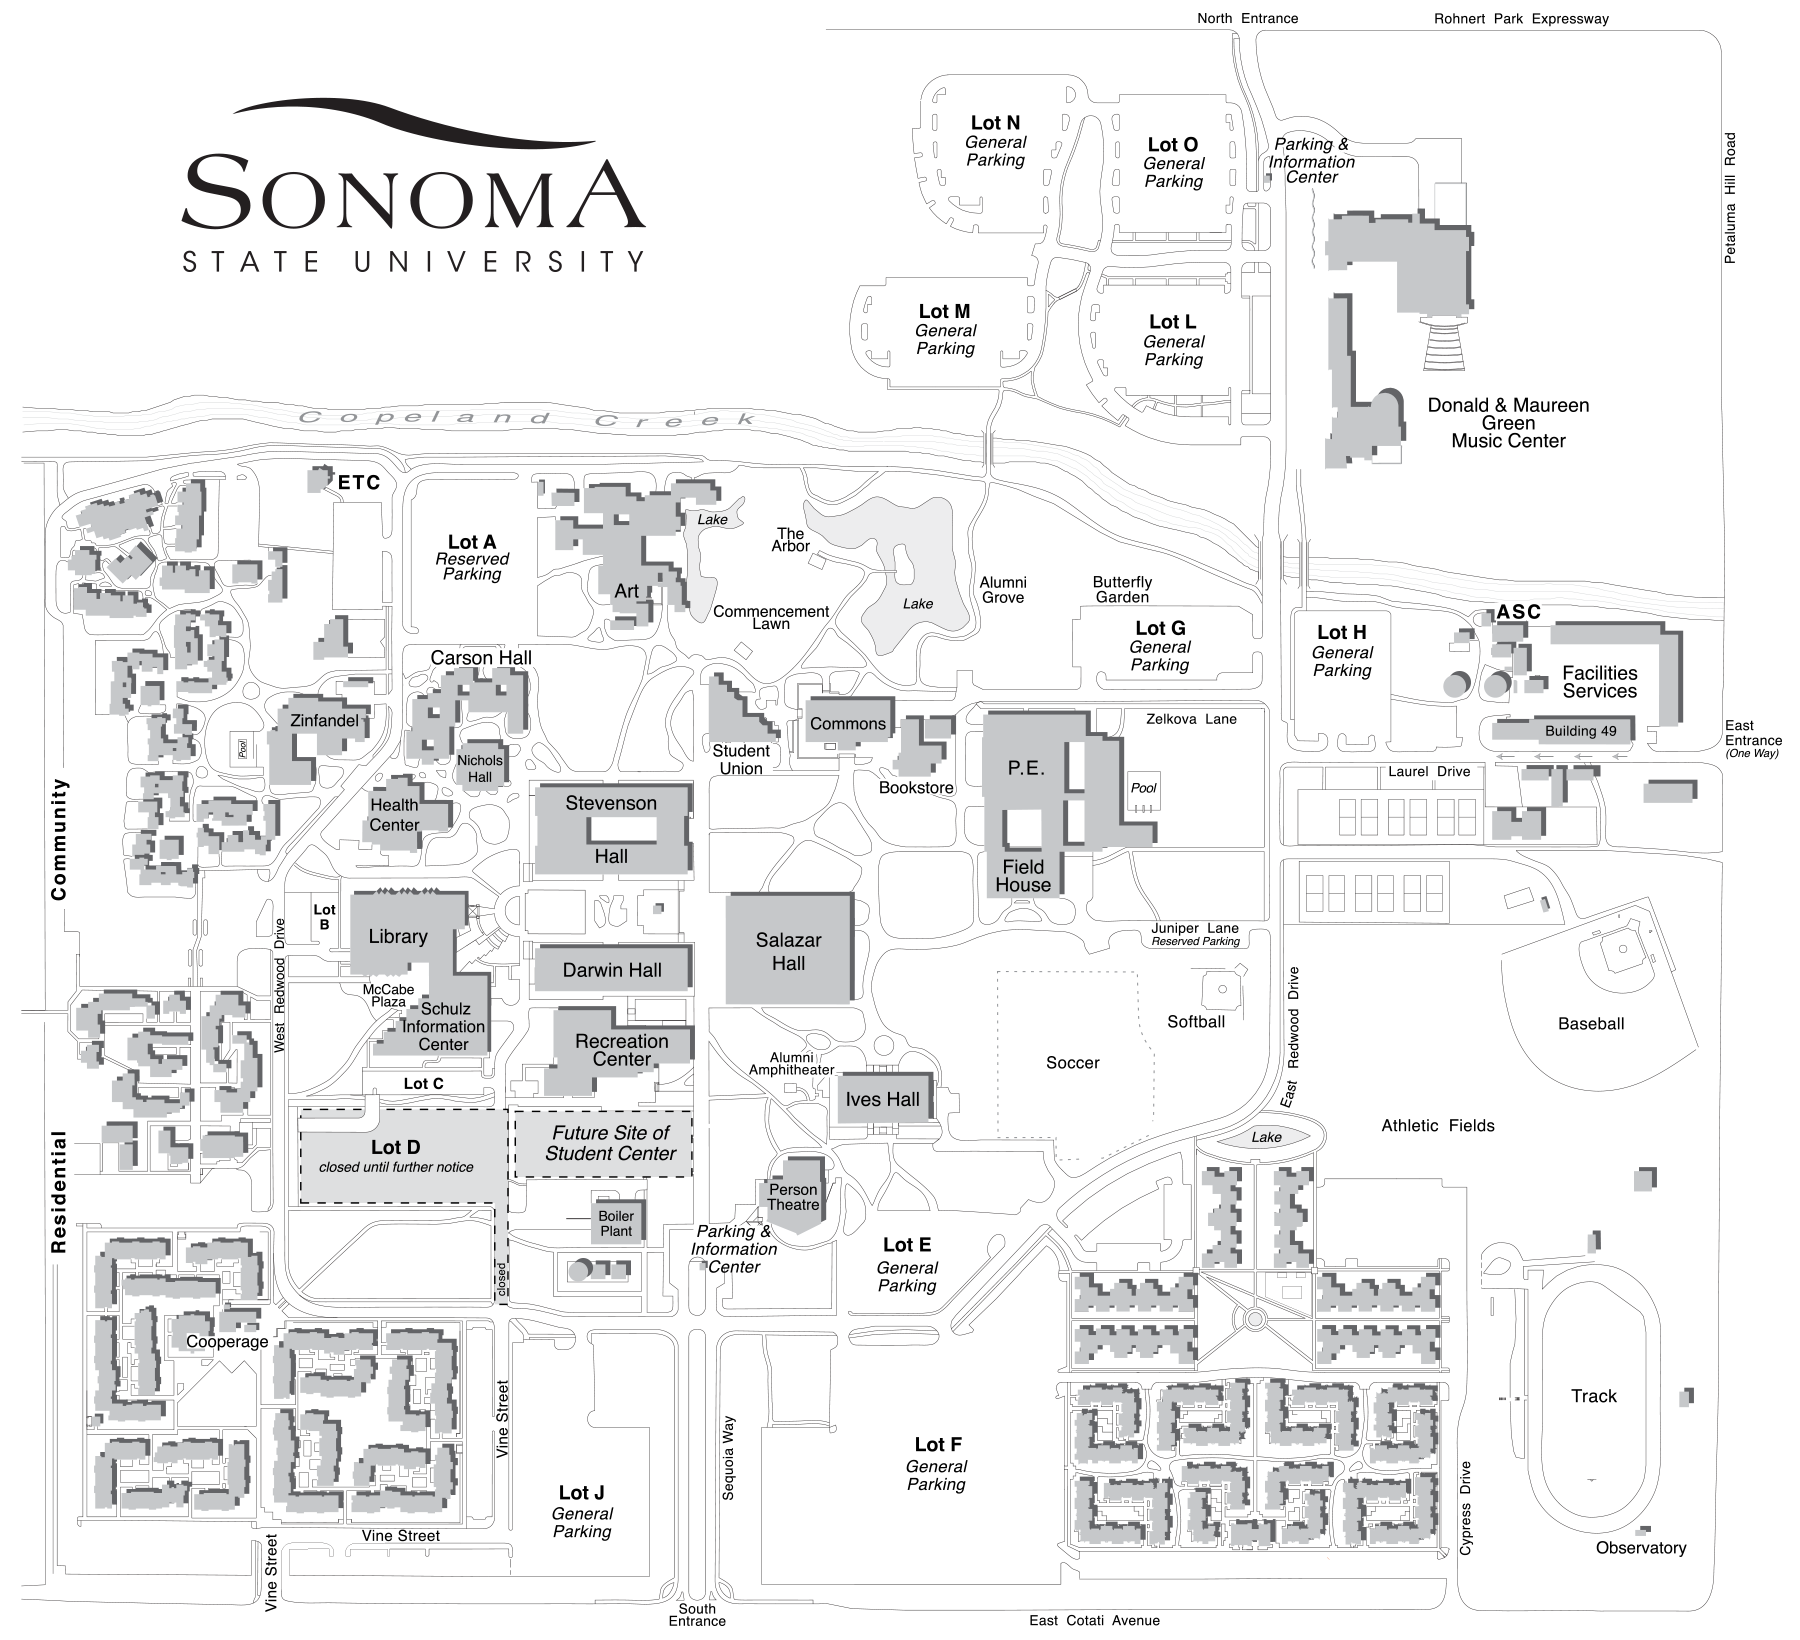 North Entrance
Rohnert Park Expressway
SONOMA
STATE UNIVERSITY
Lot N
General
Parking
Lot O
General
Parking
Parking &
Information
Center
Petaluma Hill Road
Lot M
General
Parking
Lot L
General
Parking
Donald & Maureen
Green
Music Center
Copeland Creek
ETC
Lot A
Reserved
Parking
Lake
The
Arbor
Art
Commencement
Lawn
Lake
Alumni
Grove
Butterfly
Garden
Lot G
General
Parking
Lot H
General
Parking
ASC
Facilities
Services
Building 49
East
Entrance
(One Way)
Carson Hall
Zinfandel
Pool
Nichols
Hall
Health
Center
Student
Union
Commons
Bookstore
P.E.
Field
House
Pool
Zelkova Lane
Laurel Drive
Stevenson
Hall
Community
Residential
Lot
B
Library
McCabe
Plaza
Schulz
Information
Center
West Redwood Drive
Darwin Hall
Salazar
Hall
Juniper Lane
Reserved Parking
Softball
Baseball
Soccer
East Redwood Drive
Recreation
Center
Alumni
Amphitheater
Ives Hall
Lot C
Lot D
closed until further notice
Future Site of
Student Center
Athletic Fields
Lake
Person
Theatre
Boiler
Plant
Parking &
Information
Center
closed
Lot E
General
Parking
Cooperage
Vine Street
Sequoia Way
Lot F
General
Parking
Lot J
General
Parking
Track
Cypress Drive
Observatory
Vine Street
Vine Street
South
Entrance
East Cotati Avenue